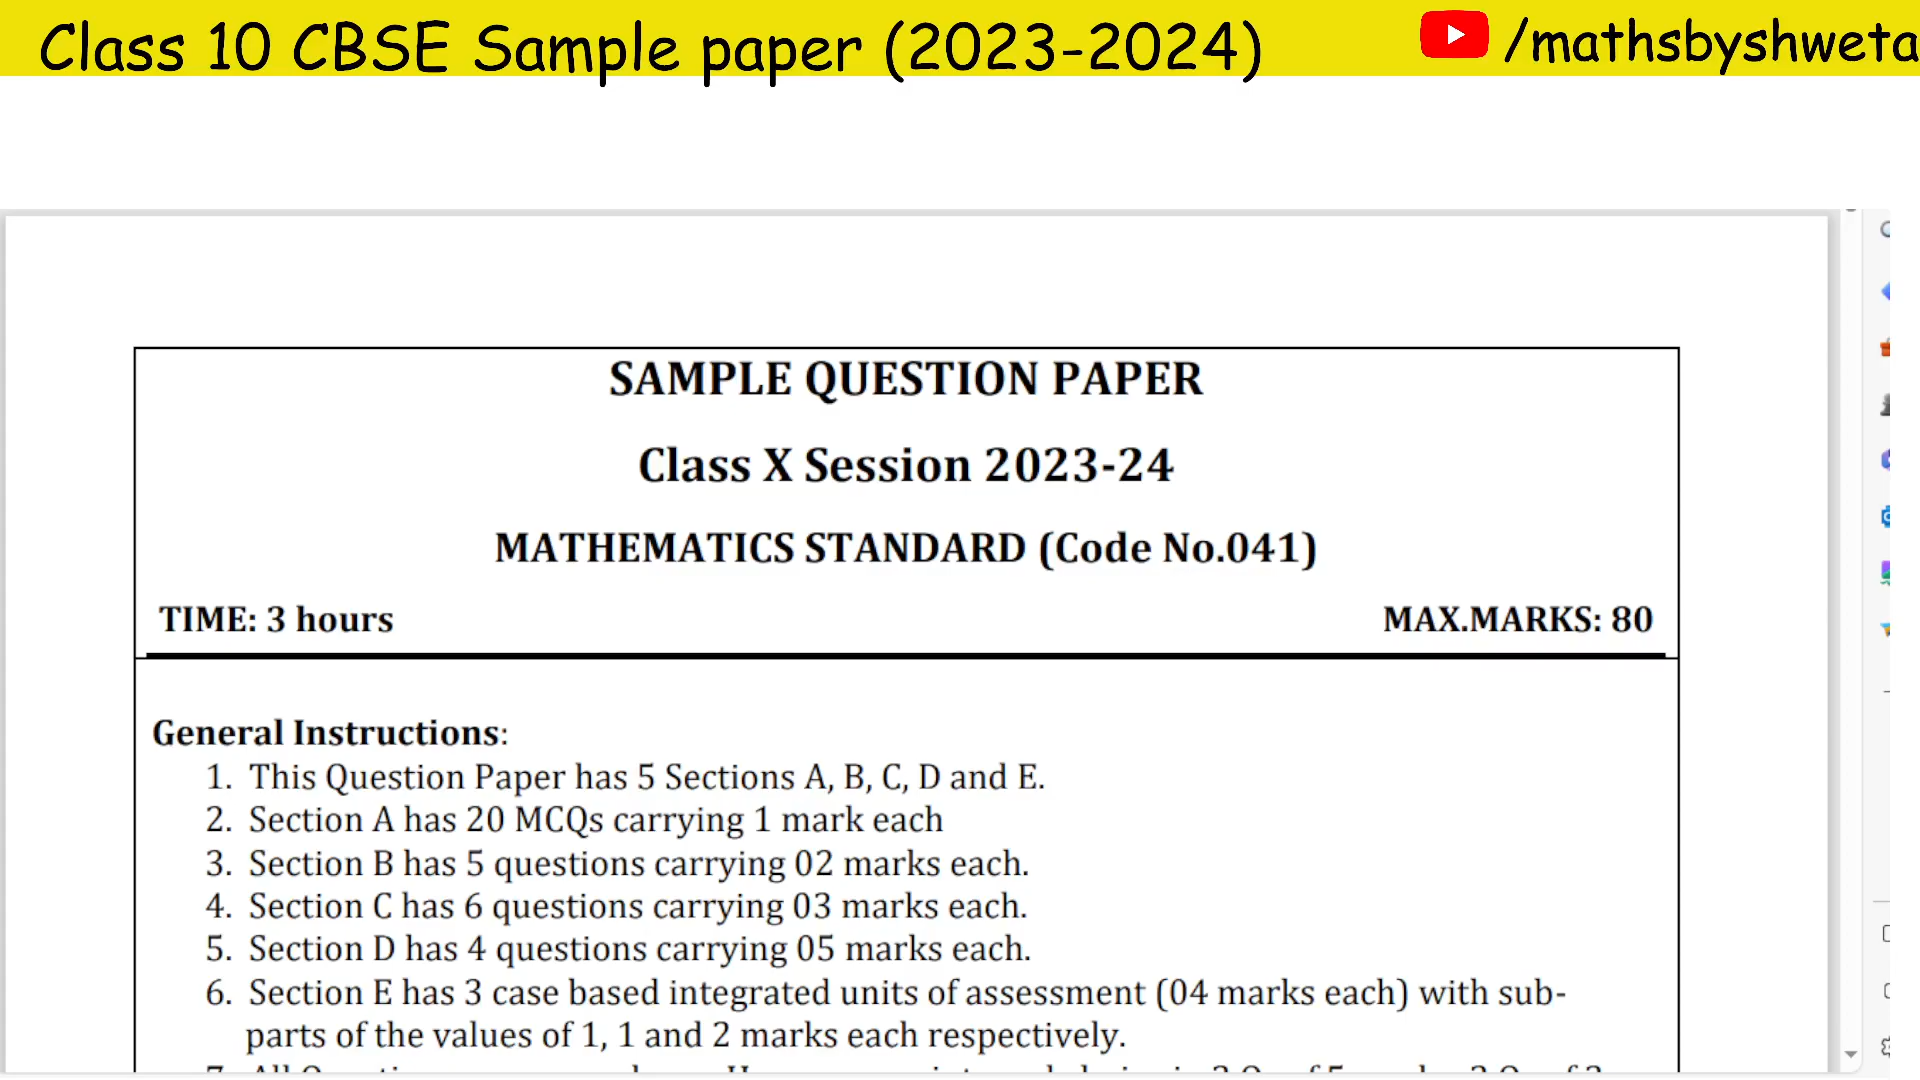 Class 10 CBSE Sample paper (2023-2024)
/mathsbyshweta
SAMPLE QUESTION PAPER
Class X Session 2023-24
MATHEMATICS STANDARD (Code No.041)
TIME: 3 hours
MAX.MARKS: 80
General Instructions:
1. This Question Paper has 5 Sections A, B, C, D and E.
2. Section A has 20 MCQs carrying 1 mark each
3. Section B has 5 questions carrying 02 marks each.
4. Section C has 6 questions carrying 03 marks each.
5. Section D has 4 questions carrying 05 marks each.
6. Section E has 3 case based integrated units of assessment (04 marks each) with sub-
parts of the values of 1, 1 and 2 marks each respectively.